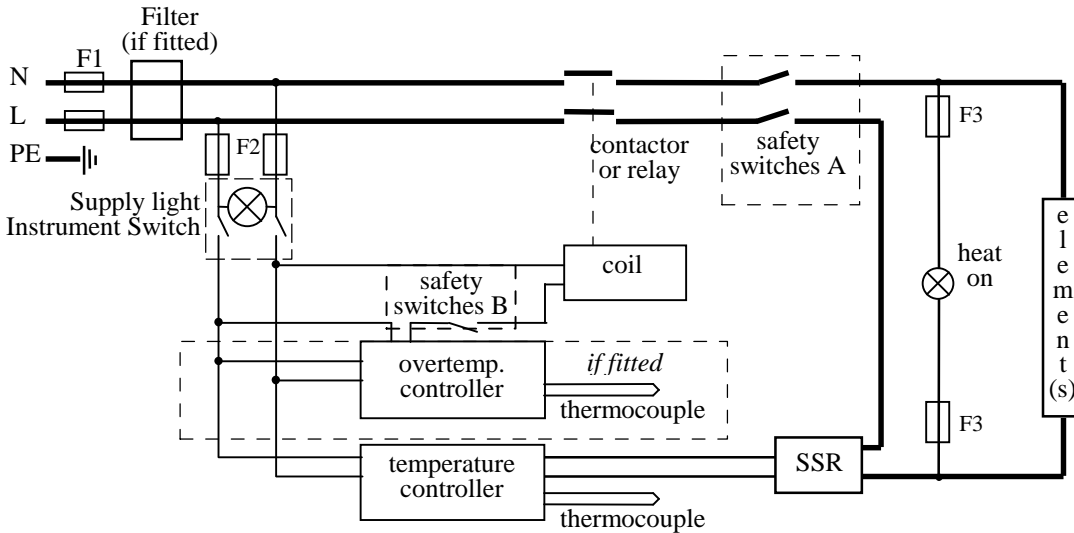 Filter
(if fitted)
F1
N
L
PE
F2
Supply light
Instrument Switch
contactor
or relay
safety
switches A
F3
heat
on
element(s)
coil
safety
switches B
overtemp.
controller
if fitted
thermocouple
F3
temperature
controller
thermocouple
SSR